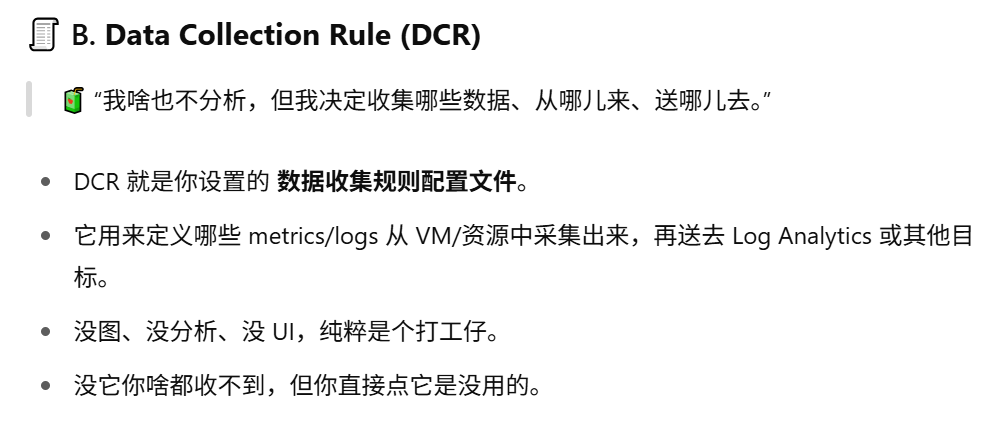 B. Data Collection Rule (DCR)
“我啥也不分析，但我决定收集哪些数据、从哪儿来、送哪儿去。”
DCR 就是你设置的 数据收集规则配置文件。
它用来定义哪些 metrics/logs 从 VM/资源中采集出来，再送去 Log Analytics 或其他目
标。
没图、没分析、没 UI，纯粹是个打工仔。
没它你啥都收不到，但你直接点它是没用的。